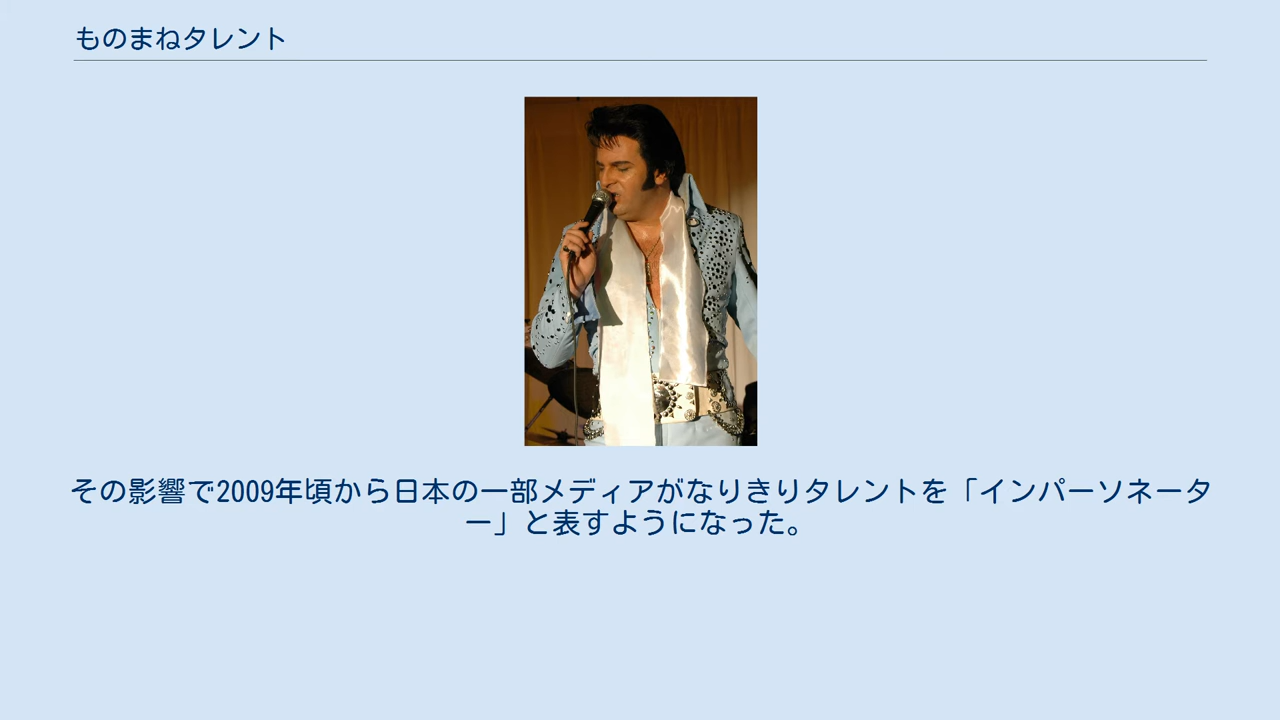 ものまねタレント
その影響で2009年頃から日本の一部メディアがなりきりタレントを「インパーソネータ
ー」と表すようになった。